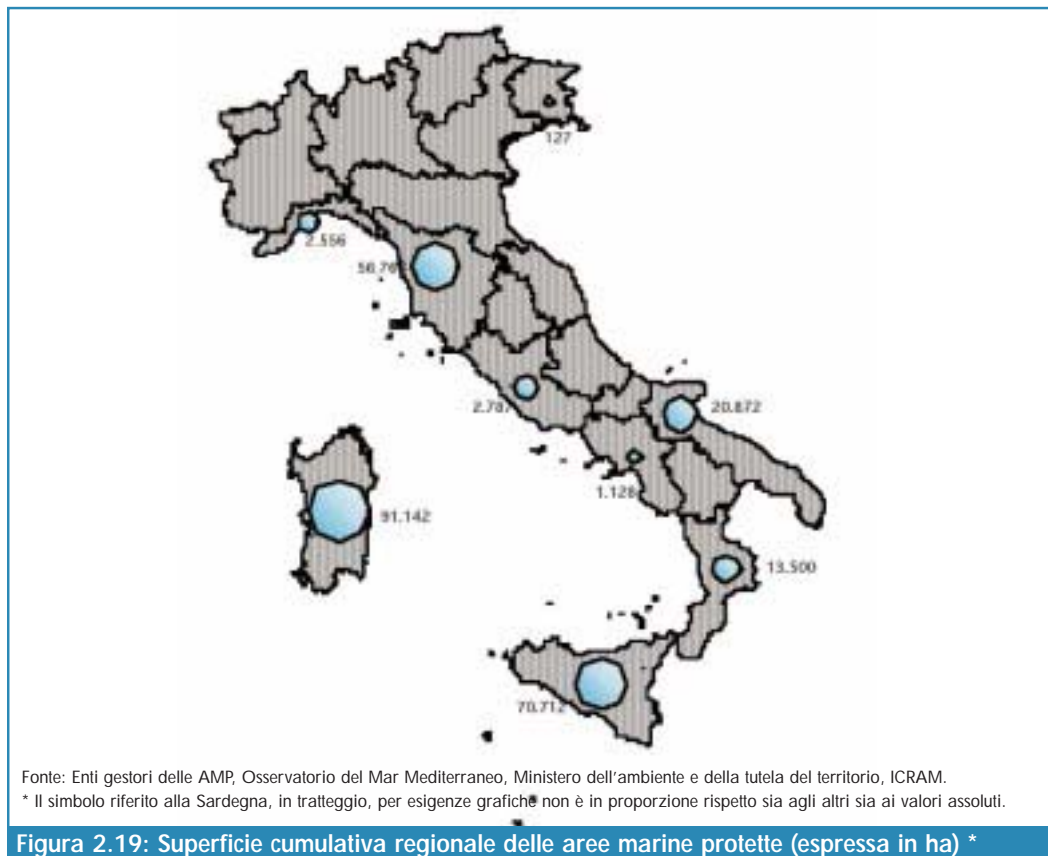 127
2.556
2.787
20.872
1.128
91.142
13.500
70.712
Fonte: Enti gestori delle AMP, Osservatorio del Mar Mediterraneo, Ministero dell'ambiente e della tutela del territorio, ICRAM.
* Il simbolo riferito alla Sardegna, in tratteggio, per esigenze grafiche non è in proporzione rispetto sia agli altri sia ai valori assoluti.
Figura 2.19: Superficie cumulativa regionale delle aree marine protette (espressa in ha) *